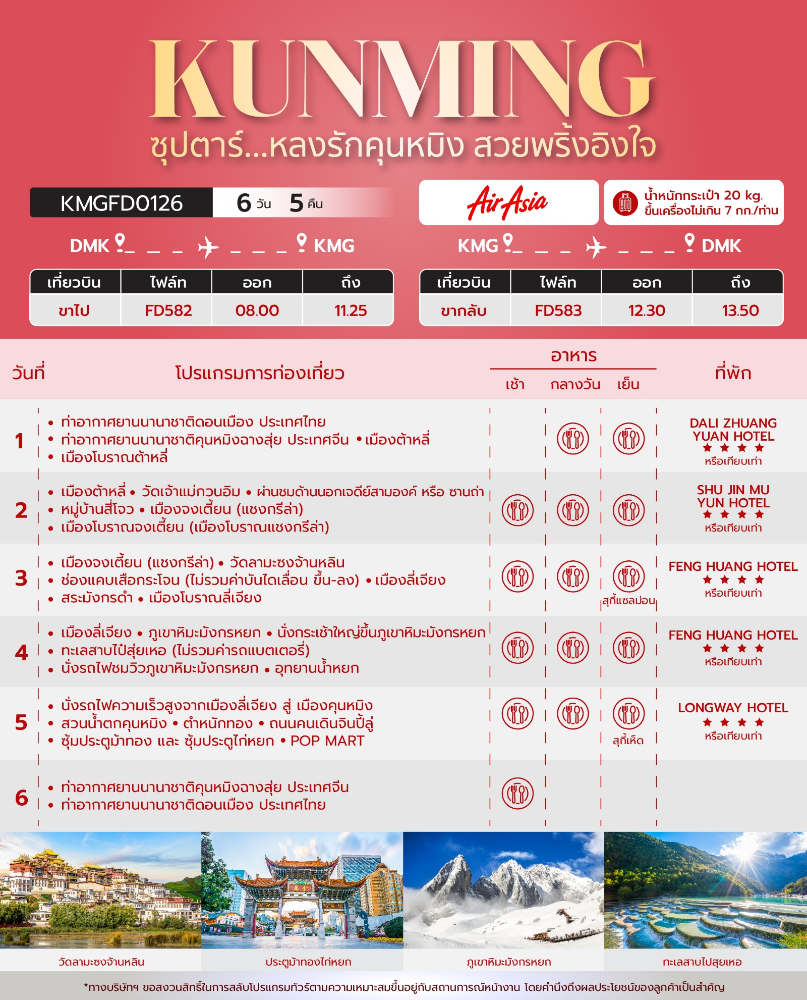 KUNMING
ซุปตาร์...หลงรักคุนหมิง สวยพริ้งอิงใจ
KMGFD0126 6 วัน 5 คืน
AirAsia
น้ำหนักกระเป๋า 20 kg.
ขึ้นเครื่องไม่เกิน 7 กก./ท่าน
DMK KMG
เที่ยวบิน ไฟล์ท ออก ถึง
ขาไป FD582 08.00 11.25
KMG DMK
เที่ยวบิน ไฟล์ท ออก ถึง
ขากลับ FD583 12.30 13.50
วันที่ โปรแกรมการท่องเที่ยว อาหาร ที่พัก
เช้า กลางวัน เย็น
1
• ท่าอากาศยานนานาชาติดอนเมือง ประเทศไทย
• ท่าอากาศยานนานาชาติคุนหมิงฉางสุ่ย ประเทศจีน • เมืองต้าหลี่
• เมืองโบราณต้าหลี่
DALI ZHUANG
YUAN HOTEL
หรือเทียบเท่า
2
• เมืองต้าหลี่ • วัดเจ้าแม่กวนอิม • ผ่านชมด้านนอกเจดีย์สามองค์ หรือ ซานถ่า
• หมู่บ้านสี่โจว • เมืองจงเตี้ยน (แชงกรีล่า)
• เมืองโบราณจงเตี้ยน (เมืองโบราณแชงกรีล่า)
SHU JIN MU
YUN HOTEL
หรือเทียบเท่า
3
• เมืองจงเตี้ยน (แชงกรีล่า) • วัดลามะซงจ้านหลิน
• ช่องแคบเสือกระโจน (ไม่รวมค่าบันไดเลื่อน ขึ้น-ลง) • เมืองลี่เจียง
• สระมังกรดำ • เมืองโบราณลี่เจียง
สุกี้แซลม่อน
FENG HUANG HOTEL
หรือเทียบเท่า
4
• เมืองลี่เจียง • ภูเขาหิมะมังกรหยก • นั่งกระเช้าใหญ่ขึ้นภูเขาหิมะมังกรหยก
• ทะเลสาบไป๋สุ่ยเหอ (ไม่รวมค่ารถแบตเตอรี่)
• นั่งรถไฟชมวิวภูเขาหิมะมังกรหยก • อุทยานน้ำหยก
FENG HUANG HOTEL
หรือเทียบเท่า
5
• นั่งรถไฟความเร็วสูงจากเมืองลี่เจียง สู่ เมืองคุนหมิง
• สวนน้ำตกคุนหมิง • ตำหนักทอง • ถนนคนเดินจินปี้ลู่
• ซุ้มประตูม้าทอง และ ซุ้มประตูไก่หยก • POP MART
สุกี้เห็ด
LONGWAY HOTEL
หรือเทียบเท่า
6
• ท่าอากาศยานนานาชาติคุนหมิงฉางสุ่ย ประเทศจีน
• ท่าอากาศยานนานาชาติดอนเมือง ประเทศไทย
วัดลามะซงจ้านหลิน
ประตูม้าทองไก่หยก
ภูเขาหิมะมังกรหยก
ทะเลสาบไปสุยเหอ
*ทางบริษัทฯ ขอสงวนสิทธิ์ในการสลับโปรแกรมทัวร์ตามความเหมาะสมขึ้นอยู่กับสถานการณ์หน้างาน โดยคำนึงถึงผลประโยชน์ของลูกค้าเป็นสำคัญ